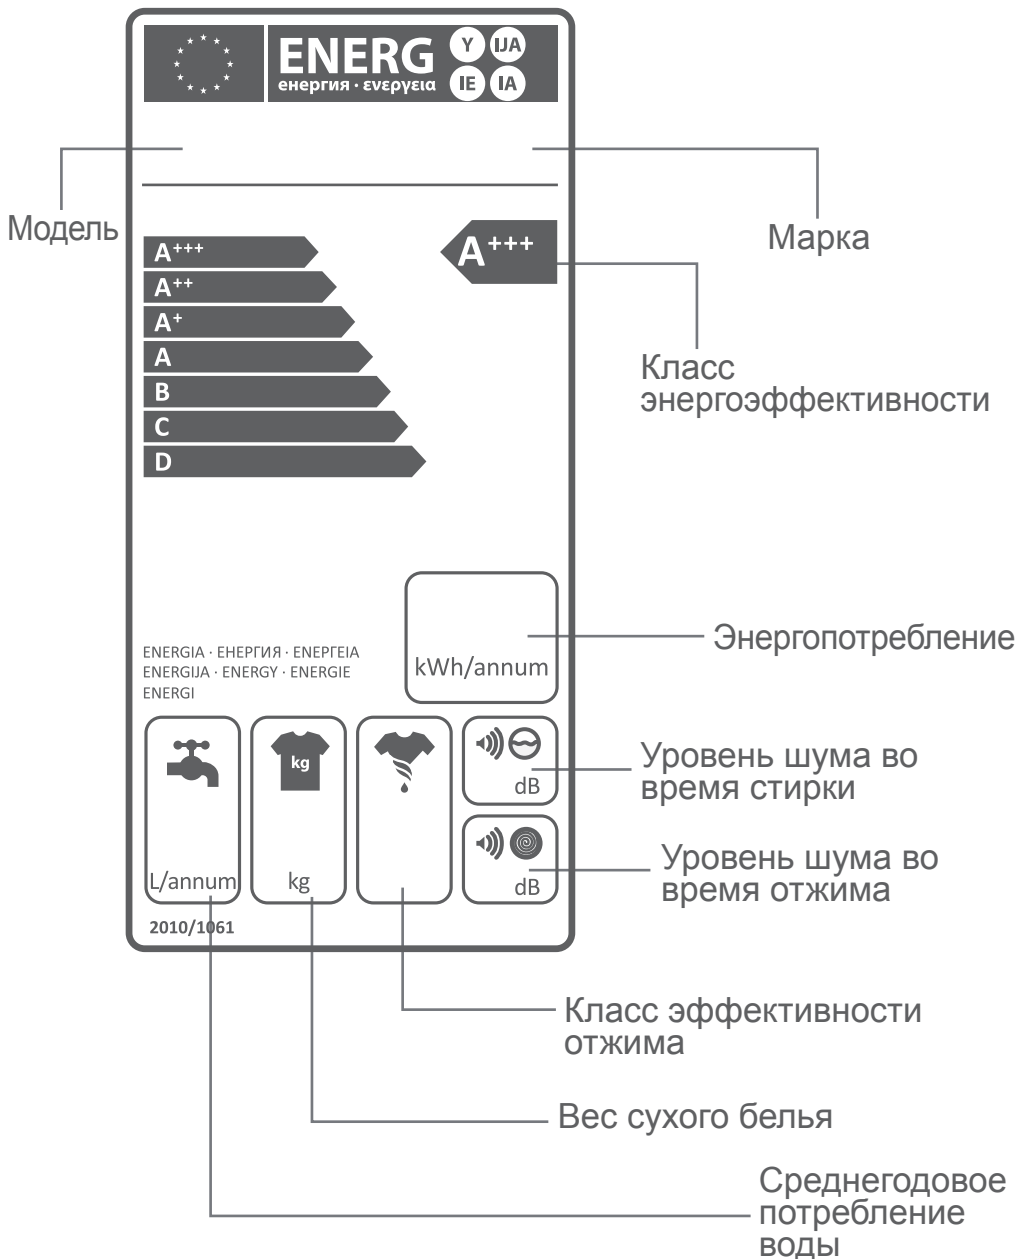 ENERG Y IJA
енергия · ενεργεια IE IA
Модель
Марка
A+++
A+++
A++
A+
A
B
C
D
Класс
энергоэффективности
Энергопотребление
kWh/annum
ENERGIA · ЕНЕРГИЯ · ΕΝΕΡΓΕΙΑ
ENERGIJA · ENERGY · ENERGIE
ENERGI
kg
dB
Уровень шума во
время стирки
L/annum
kg
dB
Уровень шума во
время отжима
2010/1061
Класс эффективности
отжима
Вес сухого белья
Среднегодовое
потребление
воды